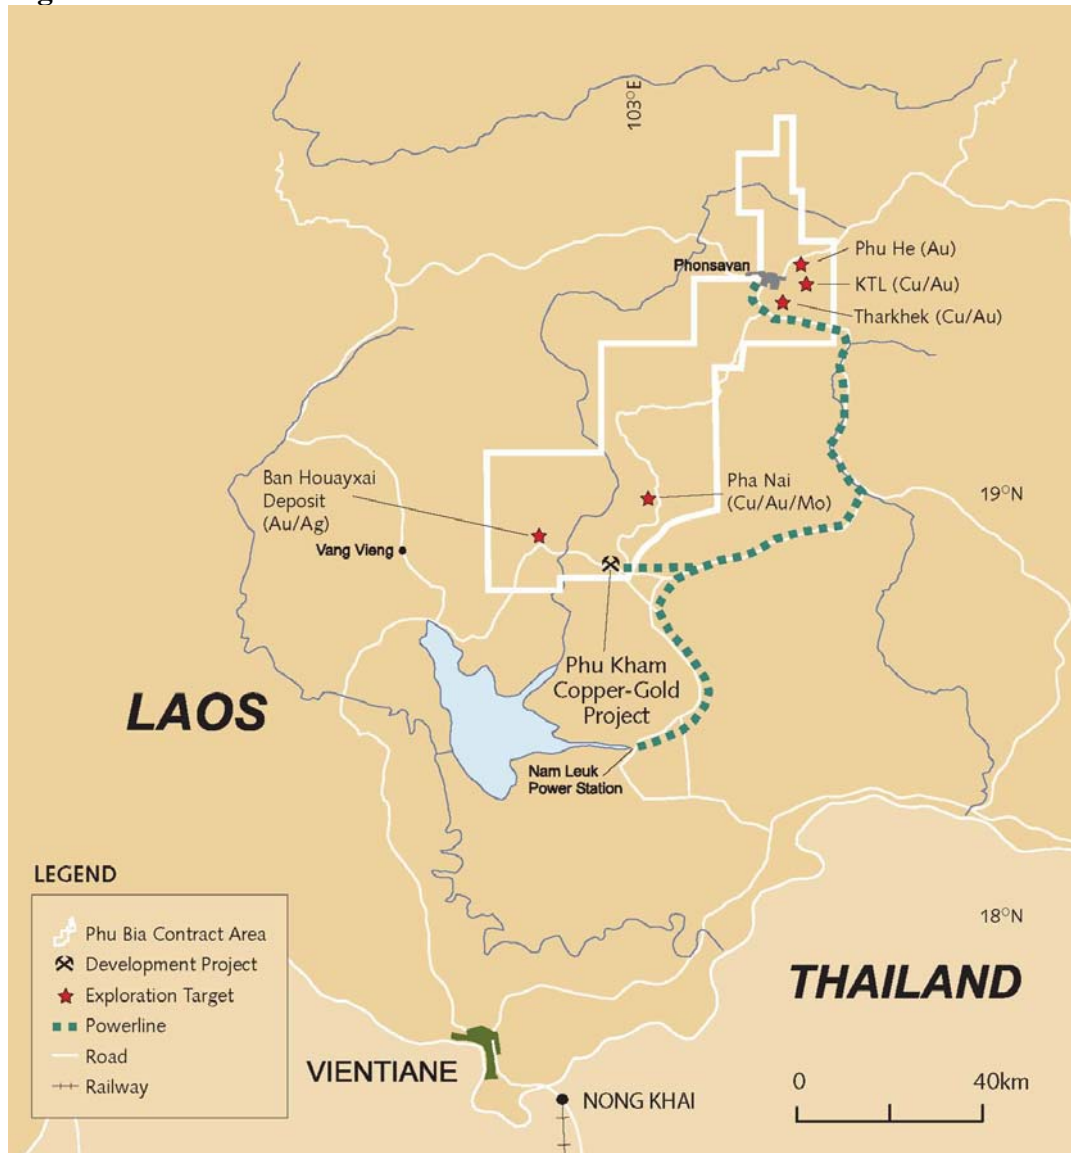 103°E
Phu He (Au)
Phonsavan
KTL (Cu/Au)
Tharkhek (Cu/Au)
Ban Houayxai
Deposit
(Au/Ag)
Pha Nai
(Cu/Au/Mo)
19°N
Vang Vieng
Phu Kham
Copper-Gold
Project
LAOS
Nam Leuk
Power Station
LEGEND
Phu Bia Contract Area
Development Project
Exploration Target
Powerline
Road
Railway
18°N
THAILAND
VIENTIANE
NONG KHAI
0 40km